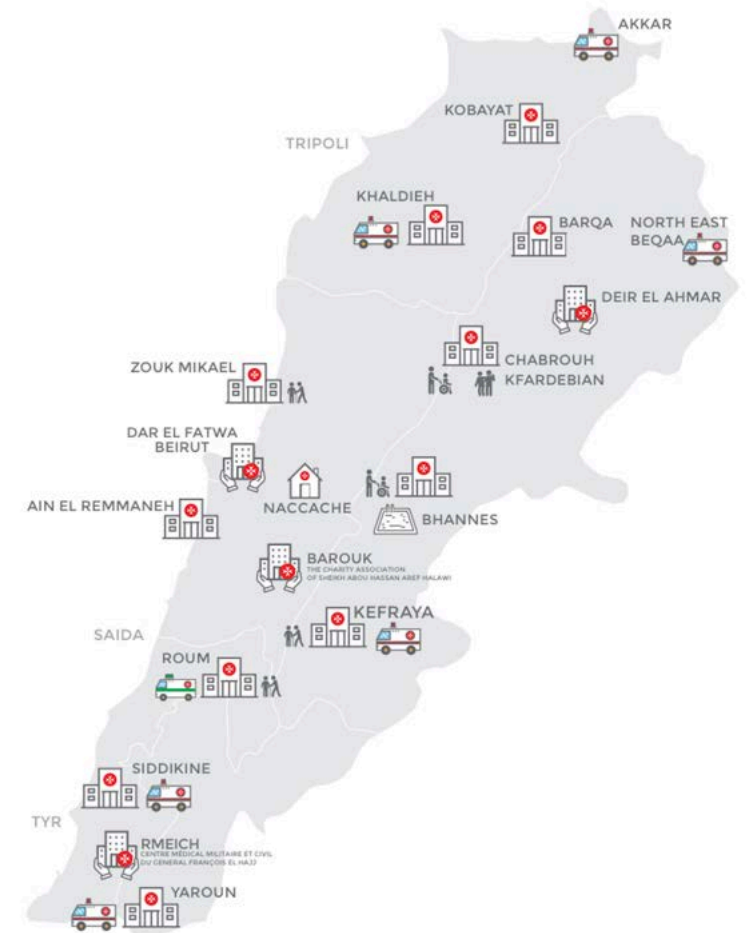 AKKAR
KOBAYAT
TRIPOLI
KHALDIEH
BARQA
NORTH EAST
BEQAA
DEIR EL AHMAR
CHABROUH
KFARDEBIAN
ZOUK MIKAEL
DAR EL FATWA
BEIRUT
NACCACHE
AIN EL REMMANEH
BHANNES
BAROUK
THE CHARITY ASSOCIATION
OF SHEIKH ABOU HASSAN AREF HALAWI
KEFRAYA
SAIDA
ROUM
SIDDIKINE
TYR
RMEICH
CENTRE MÉDICAL MILITAIRE ET CIVIL
DU GENERAL FRANÇOIS EL HAJJ
YAROUN